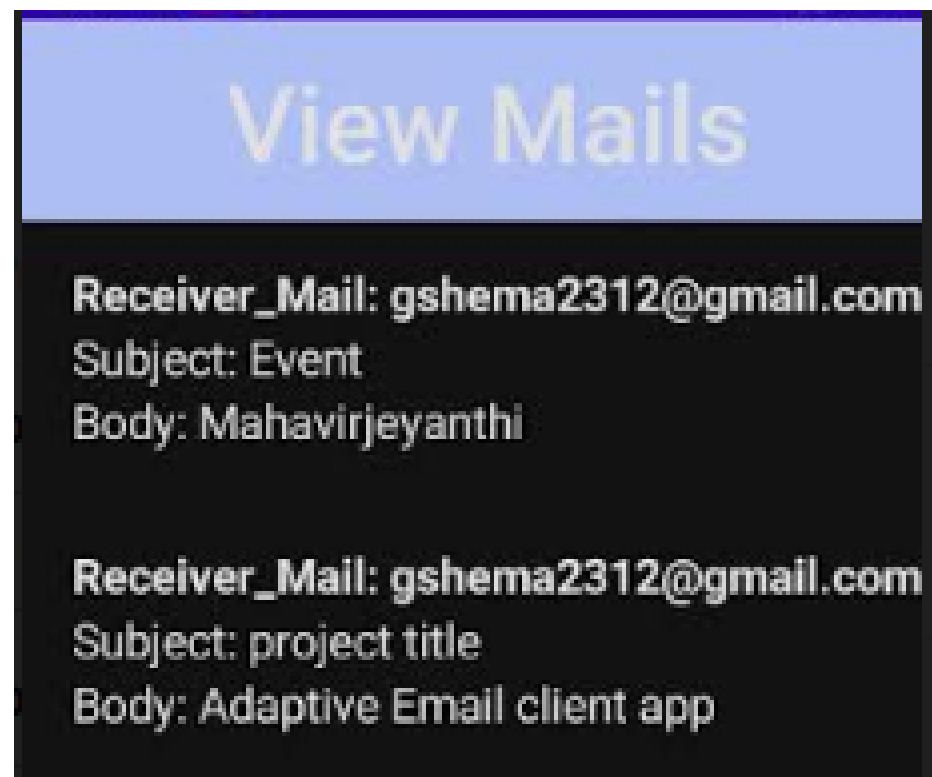 View Mails
Receiver_Mail: gshema2312@gmail.com
Subject: Event
Body: Mahavirjeyanthi
Receiver_Mail: gshema2312@gmail.com
Subject: project title
Body: Adaptive Email client app